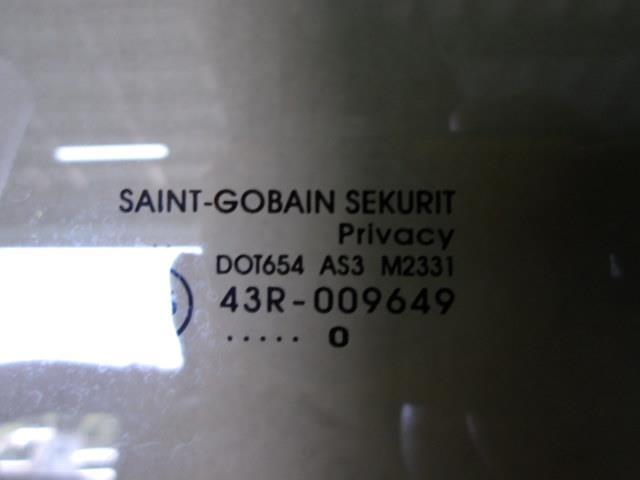 SAINT-GOBAIN SEKURIT
Privacy
DOT654 AS3 M2331
43R-009649
..... 0